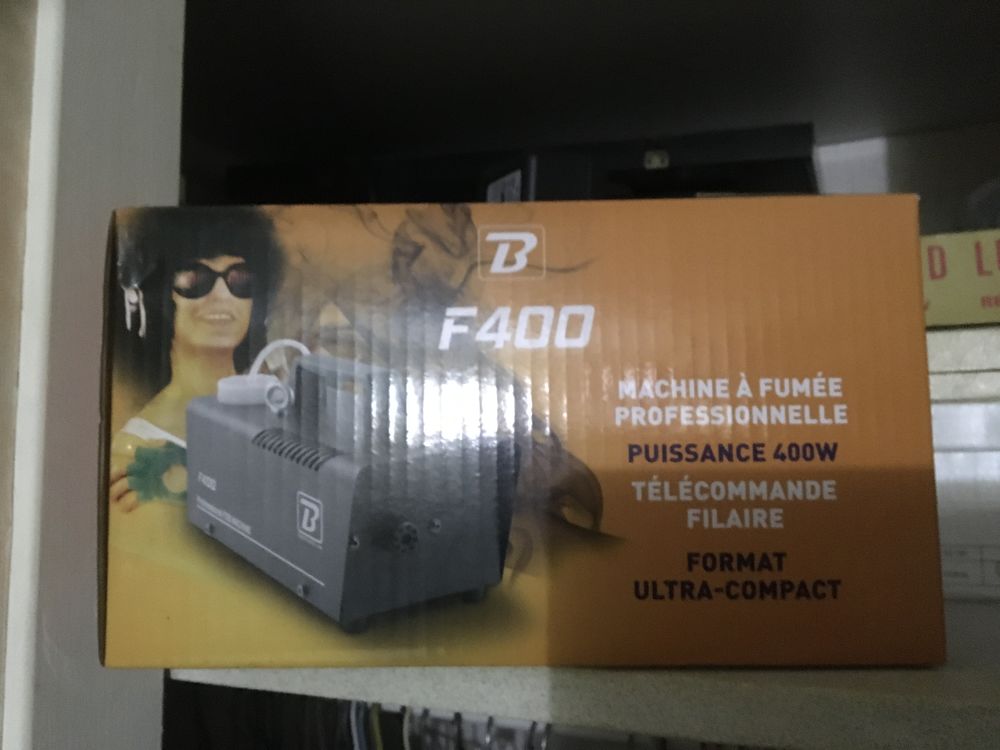 B
F400
MACHINE À FUMÉE
PROFESSIONNELLE
PUISSANCE 400W
TÉLÉCOMMANDE
FILAIRE
FORMAT
ULTRA-COMPACT
F400
B
D